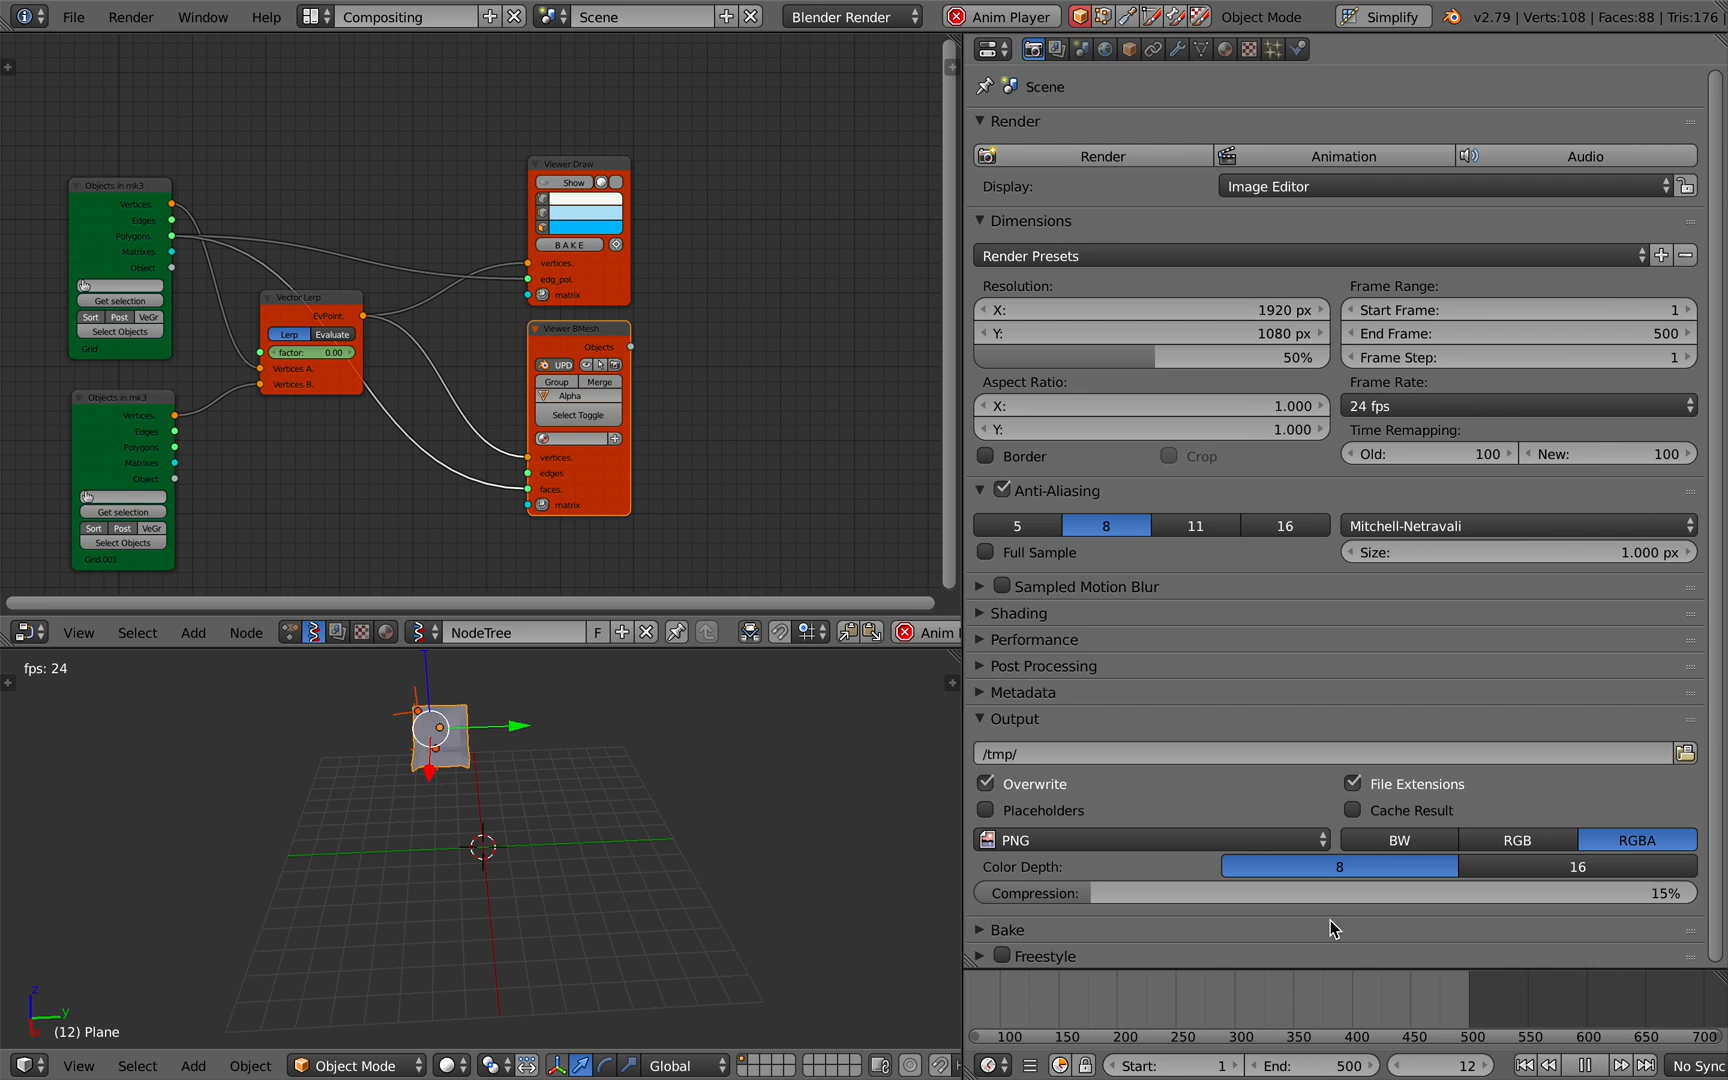 File Render Window Help Compositing Scene Blender Render Anim Player Object Mode Simplify v2.79 | Verts:108 | Faces:88 | Tris:176 |
Objects in mk3
Vertices.
Edges
Polygons.
Matrixes
Object
Get selection
Sort Post VeGr
Select Objects
Grid
Objects in mk3
Vertices.
Edges
Polygons
Matrixes
Object
Get selection
Sort Post VeGr
Select Objects
Grid.001
Vector Lerp
EvPoint.
Lerp Evaluate
factor: 0.00
Vertices A.
Vertices B.
Viewer Draw
Show
BAKE
vertices.
edg_pol.
matrix
Viewer BMesh
Objects
UPD
Group Merge
Alpha
Select Toggle
vertices.
edges
faces.
matrix
View Select Add Node NodeTree F Anim
fps: 24
z
y
(12) Plane
View Select Add Object Object Mode Global
Scene
Render
Render Animation Audio
Display: Image Editor
Dimensions
Render Presets
Resolution: Frame Range:
X: 1920 px Start Frame: 1
Y: 1080 px End Frame: 500
50% Frame Step: 1
Aspect Ratio: Frame Rate:
X: 1.000 24 fps
Y: 1.000 Time Remapping:
Border Crop Old: 100 New: 100
Anti-Aliasing
5 8 11 16 Mitchell-Netravali
Full Sample Size: 1.000 px
Sampled Motion Blur
Shading
Performance
Post Processing
Metadata
Output
/tmp/
Overwrite File Extensions
Placeholders Cache Result
PNG BW RGB RGBA
Color Depth: 8 16
Compression: 15%
Bake
Freestyle
100 150 200 250 300 350 400 450 500 550 600 650 700
Start: 1 End: 500 12 No Sync